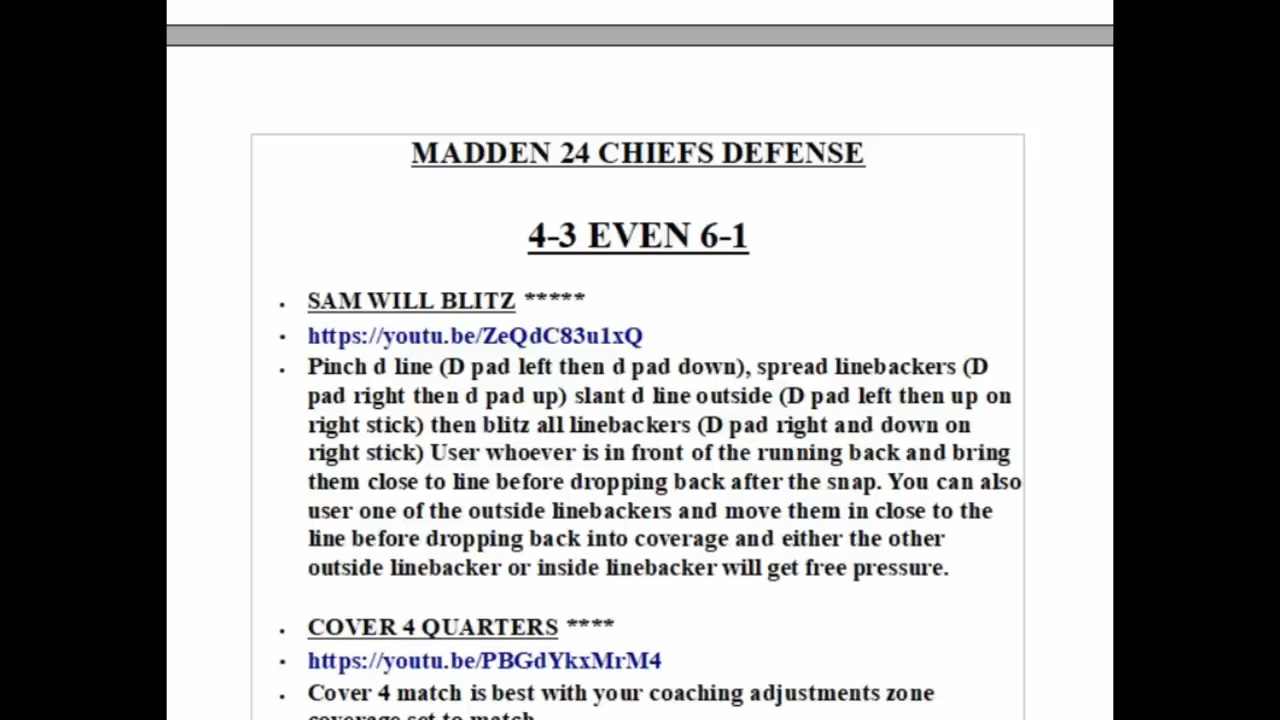 MADDEN 24 CHIEFS DEFENSE
4-3 EVEN 6-1
• SAM WILL BLITZ *****
• https://youtu.be/ZeQdC83u1xQ
• Pinch d line (D pad left then d pad down), spread linebackers (D
pad right then d pad up) slant d line outside (D pad left then up on
right stick) then blitz all linebackers (D pad right and down on
right stick) User whoever is in front of the running back and bring
them close to line before dropping back after the snap. You can also
user one of the outside linebackers and move them in close to the
line before dropping back into coverage and either the other
outside linebacker or inside linebacker will get free pressure.
• COVER 4 QUARTERS ****
• https://youtu.be/PBGdYkxMrM4
• Cover 4 match is best with your coaching adjustments zone
coverage set to match